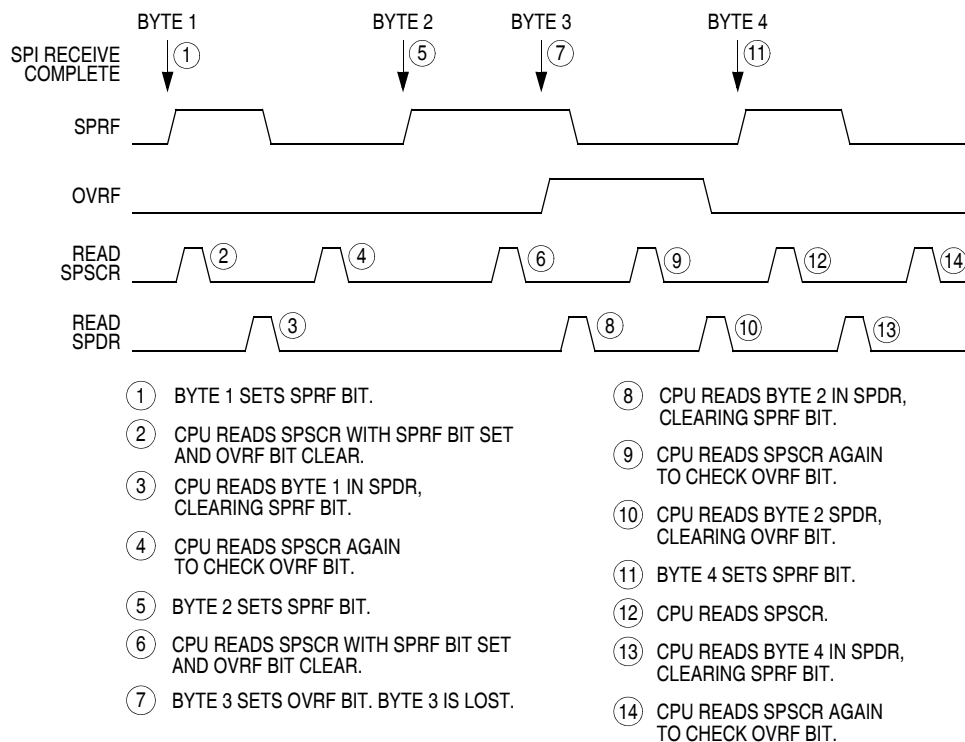 BYTE 1 BYTE 2 BYTE 3 BYTE 4
SPI RECEIVE
COMPLETE
1 5 7 11
SPRF
OVRF
READ
SPSCR
2 4 6 9 12 14
READ
SPDR
3 8 10 13
1 BYTE 1 SETS SPRF BIT.
2 CPU READS SPSCR WITH SPRF BIT SET
AND OVRF BIT CLEAR.
3 CPU READS BYTE 1 IN SPDR,
CLEARING SPRF BIT.
4 CPU READS SPSCR AGAIN
TO CHECK OVRF BIT.
5 BYTE 2 SETS SPRF BIT.
6 CPU READS SPSCR WITH SPRF BIT SET
AND OVRF BIT CLEAR.
7 BYTE 3 SETS OVRF BIT. BYTE 3 IS LOST.
8 CPU READS BYTE 2 IN SPDR,
CLEARING SPRF BIT.
9 CPU READS SPSCR AGAIN
TO CHECK OVRF BIT.
10 CPU READS BYTE 2 SPDR,
CLEARING OVRF BIT.
11 BYTE 4 SETS SPRF BIT.
12 CPU READS SPSCR.
13 CPU READS BYTE 4 IN SPDR,
CLEARING SPRF BIT.
14 CPU READS SPSCR AGAIN
TO CHECK OVRF BIT.